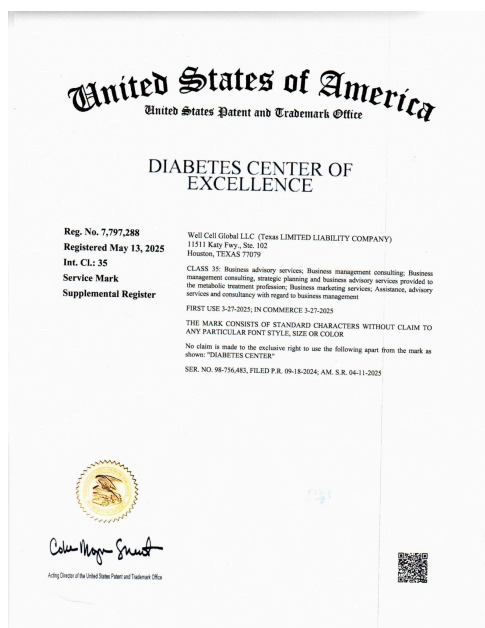 United States of America
United States Patent and Trademark Office
DIABETES CENTER OF
EXCELLENCE
Reg. No. 7,797,288
Registered May 13, 2025
Int. Cl.: 35
Service Mark
Supplemental Register
Well Cell Global LLC (Texas LIMITED LIABILITY COMPANY)
11511 Katy Fwy., Ste. 102
Houston, TEXAS 77079
CLASS 35: Business advisory services; Business management consulting; Business
management consulting, strategic planning and business advisory services provided to
the metabolic treatment profession; Business marketing services; Assistance, advisory
services and consultancy with regard to business management
FIRST USE 3-27-2025; IN COMMERCE 3-27-2025
THE MARK CONSISTS OF STANDARD CHARACTERS WITHOUT CLAIM TO
ANY PARTICULAR FONT STYLE, SIZE OR COLOR
No claim is made to the exclusive right to use the following apart from the mark as
shown: "DIABETES CENTER"
SER. NO. 98-756,483, FILED P.R. 09-18-2024; AM. S.R. 04-11-2025
Acting Director of the United States Patent and Trademark Office